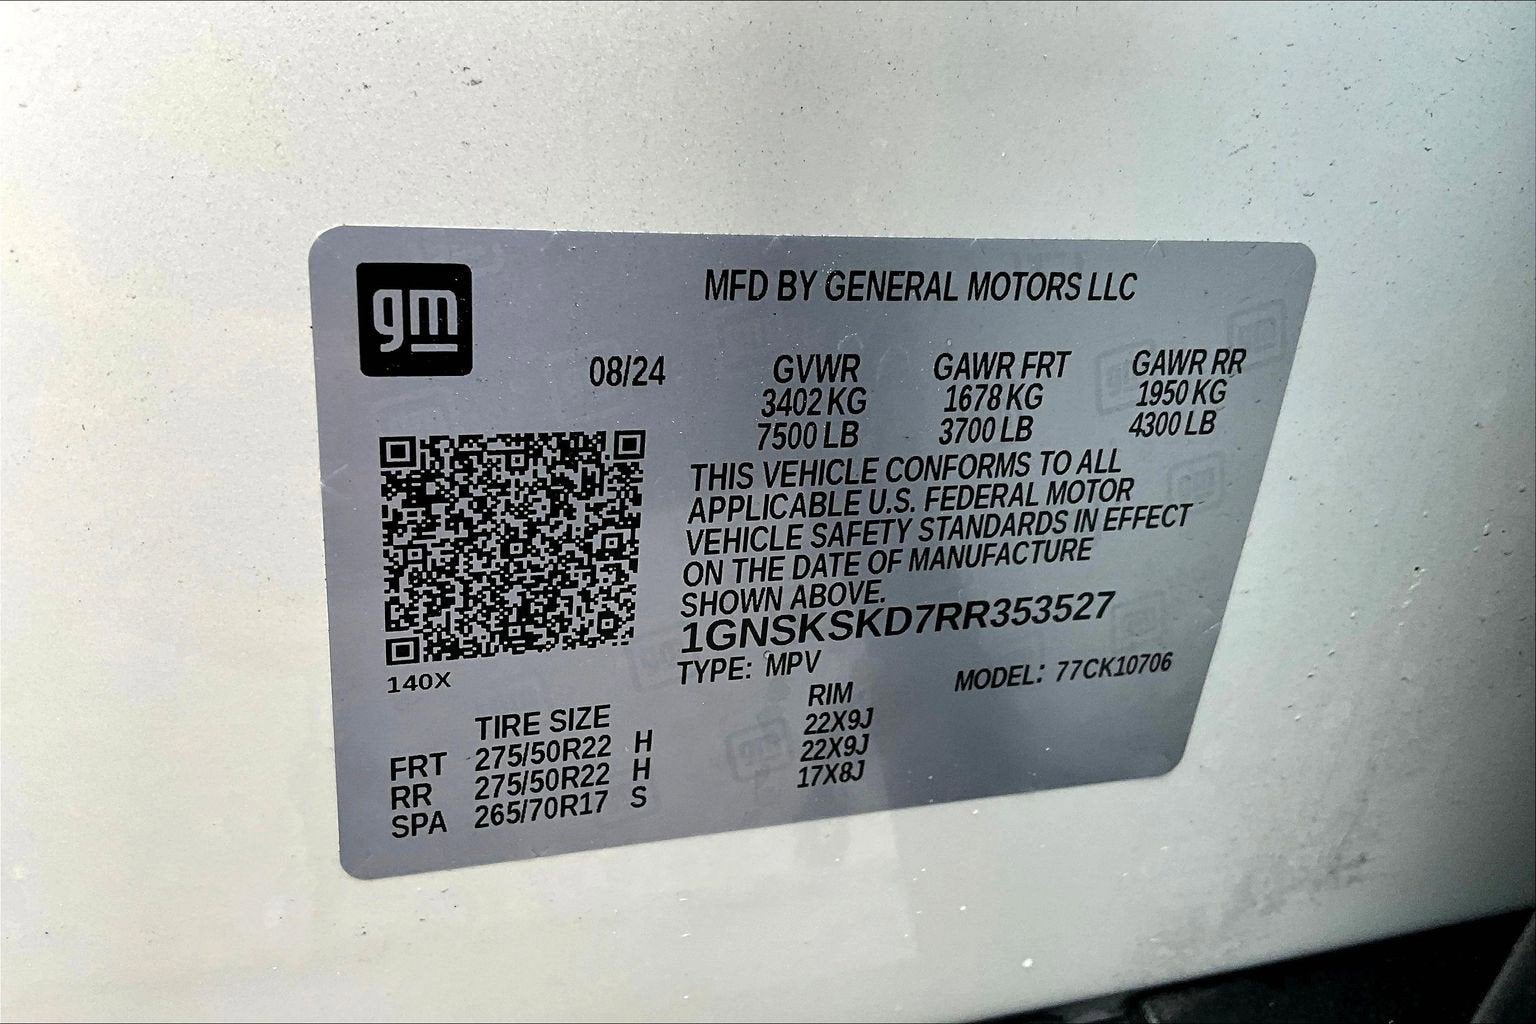 gm
MFD BY GENERAL MOTORS LLC
08/24 GVWR GAWR FRT GAWR RR
3402 KG 1678 KG 1950 KG
7500 LB 3700 LB 4300 LB
THIS VEHICLE CONFORMS TO ALL
APPLICABLE U.S. FEDERAL MOTOR
VEHICLE SAFETY STANDARDS IN EFFECT
ON THE DATE OF MANUFACTURE
SHOWN ABOVE.
1GNSKSKD7RR353527
TYPE: MPV MODEL: 77CK10706
140X
TIRE SIZE RIM
FRT 275/50R22 H 22X9J
RR 275/50R22 H 22X9J
SPA 265/70R17 S 17X8J